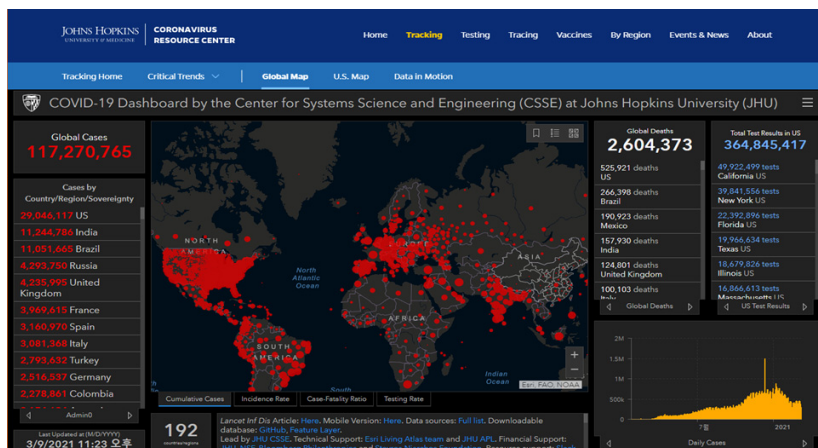 JOHNS HOPKINS
UNIVERSITY & MEDICINE
CORONAVIRUS
RESOURCE CENTER
Home
Tracking
Testing
Tracing
Vaccines
By Region
Events & News
About
Tracking Home
Critical Trends
Global Map
U.S. Map
Data in Motion
COVID-19 Dashboard by the Center for Systems Science and Engineering (CSSE) at Johns Hopkins University (JHU)
Global Cases
117,270,765
Cases by
Country/Region/Sovereignty
29,046,117 US
11,244,786 India
11,051,665 Brazil
4,293,750 Russia
4,235,995 United
Kingdom
3,969,615 France
3,160,970 Spain
3,081,368 Italy
2,793,632 Turkey
2,516,537 Germany
2,278,861 Colombia
Admin0
Last Updated at (M/D/YYYY)
3/9/2021 11:23 오후
NORTH
AMERICA
North
Atlantic
Ocean
EUROPE
ASIA
AFRICA
SOUTH
AMERICA
Indian
Ocean
South
Esri, FAO, NOAA
Cumulative Cases
Incidence Rate
Case-Fatality Ratio
Testing Rate
192
countries/regions
Lancet Inf Dis Article: Here. Mobile Version: Here. Data sources: Full list. Downloadable
database: GitHub, Feature Layer.
Lead by JHU CSSE. Technical Support: Esri Living Atlas team and JHU APL. Financial Support:
Global Deaths
2,604,373
525,921 deaths
US
266,398 deaths
Brazil
190,923 deaths
Mexico
157,930 deaths
India
124,801 deaths
United Kingdom
100,103 deaths
Italy
Global Deaths
Total Test Results in US
364,845,417
49,922,499 tests
California US
39,841,556 tests
New York US
22,392,896 tests
Florida US
19,966,634 tests
Texas US
18,679,826 tests
Illinois US
16,866,613 tests
Massachusetts US
US Test Results
2M
1.5M
1M
500k
0
7월
2021
Daily Cases